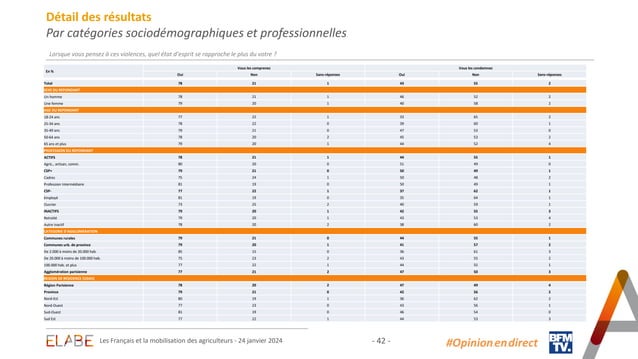 Détail des résultats
Par catégories sociodémographiques et professionnelles
Lorsque vous pensez à ces violences, quel état d'esprit se rapproche le plus du votre ?
En % Vous les comprenez Vous les condamnez
Oui Non Sans réponses Oui Non Sans réponses
Total 78 21 1 43 55 2
SEXE DU REPONDANT
Un homme 79 21 1 46 52 2
Une femme 79 20 1 40 58 2
AGE DU REPONDANT
18-24 ans 77 22 1 33 65 2
25-34 ans 78 22 0 39 60 1
35-49 ans 79 21 0 47 53 0
50-64 ans 78 20 2 45 53 2
65 ans et plus 79 20 1 44 52 4
PROFESSION DU REPONDANT
ACTIFS 78 21 1 44 55 1
Agric., artisan, comm. 80 20 0 51 49 0
CSP+ 79 21 0 50 49 1
Cadres 75 24 1 50 48 2
Profession intermédiaire 81 19 0 50 49 1
CSP- 77 22 1 37 62 1
Employé 81 19 0 35 64 1
Ouvrier 73 25 2 40 59 1
INACTIFS 79 20 1 42 55 3
Retraité 79 20 1 43 53 4
Autre inactif 78 20 2 38 60 2
CATEGORIE D'AGGLOMERATION
Communes rurales 79 21 0 44 55 1
Communes urb. de province 79 20 1 41 57 2
De 2.000 à moins de 20.000 hab. 85 15 0 36 61 3
De 20.000 à moins de 100.000 hab. 75 23 2 43 55 2
100.000 hab. et plus 77 22 1 44 55 1
Agglomération parisienne 77 21 2 47 50 3
Région Parisienne 78 20 2 47 49 4
Province 79 21 0 42 56 2
Nord-Est 80 19 1 36 62 2
Nord-Ouest 77 23 0 43 56 1
Sud-Ouest 81 19 0 46 54 0
Sud Est 77 22 1 44 53 3
ELABE
Les Français et la mobilisation des agriculteurs - 24 janvier 2024
- 42 -
#Opinion en direct
BFM TV.